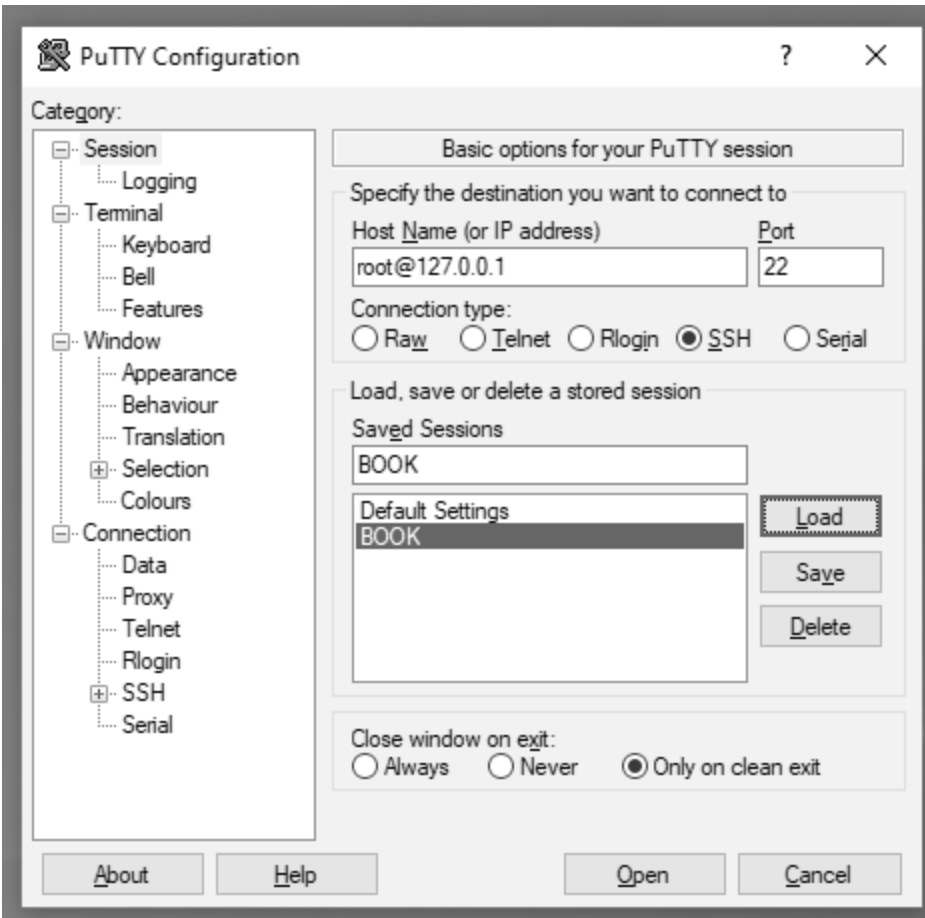 PuTTY Configuration
?
Category:
Session
Logging
Terminal
Keyboard
Bell
Features
Window
Appearance
Behaviour
Translation
Selection
Colours
Connection
Data
Proxy
Telnet
Rlogin
SSH
Serial
Basic options for your PuTTY session
Specify the destination you want to connect to
Host Name (or IP address) Port
root@127.0.0.1 22
Connection type:
Raw Telnet Rlogin SSH Serial
Load, save or delete a stored session
Saved Sessions
BOOK
Default Settings
BOOK
Load
Save
Delete
Close window on exit:
Always Never Only on clean exit
About Help Open Cancel